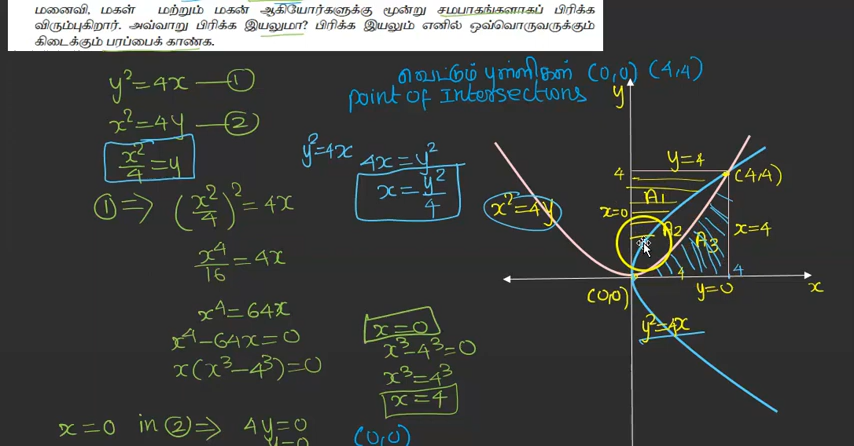 மனைவி, மகள் மற்றும் மகன் ஆகியோர்களுக்கு மூன்று சமபாகங்களாகப் பிரிக்க
விரும்புகிறார். அவ்வாறு பிரிக்க இயலுமா? பிரிக்க இயலும் எனில் ஒவ்வொருவருக்கும்
கிடைக்கும் பரப்பைக் காண்க.
வெட்டும் புள்ளிகள் (0,0) (4,4)
point of Intersections
y²=4x —①
x²=4y —②
x²/4=y
①⇒ (x²/4)²=4x
x⁴/16=4x
x⁴=64x
x⁴-64x=0
x(x³-4³)=0
x=0 in ②⇒ 4y=0
y=0
y²=4x
4x=y²
x=y²/4
x=0
x³-4³=0
x³=4³
x=4
(0,0)
y
y=4
4
(4,4)
x=0
A₁
x²=4y
A₂
A₃
x=4
4
4
(0,0)
y=0
x
y²=4x